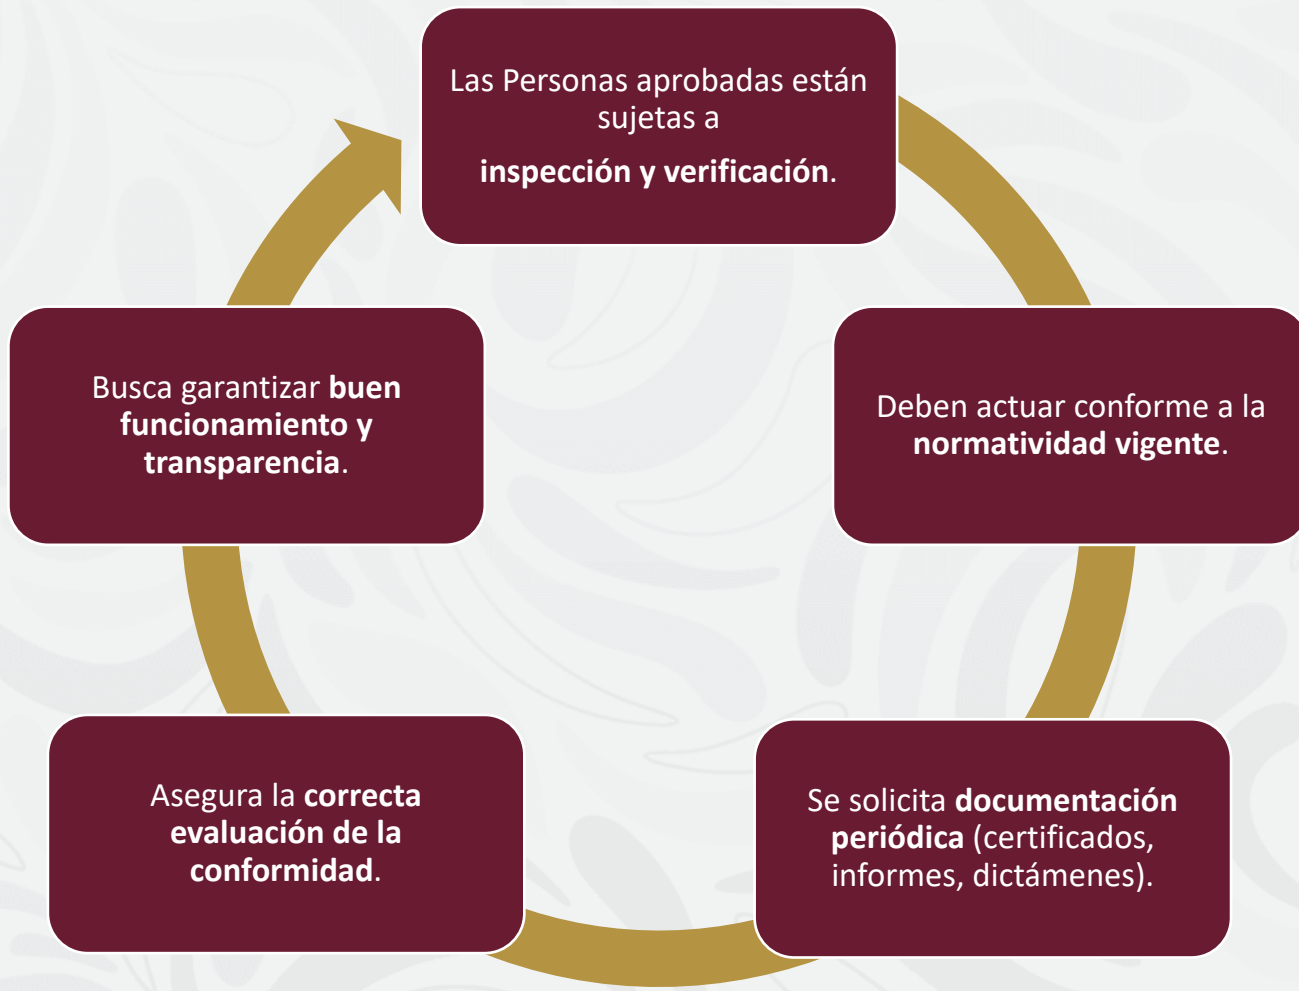 Las Personas aprobadas están
sujetas a
inspección y verificación.
Deben actuar conforme a la
normatividad vigente.
Se solicita documentación
periódica (certificados,
informes, dictámenes).
Asegura la correcta
evaluación de la
conformidad.
Busca garantizar buen
funcionamiento y
transparencia.